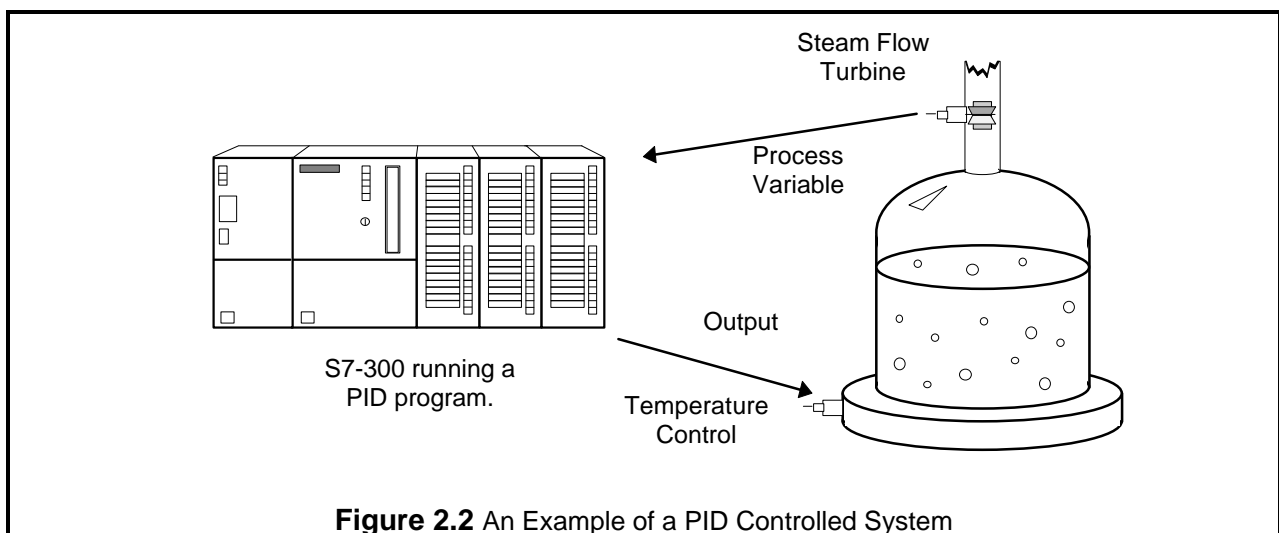 Steam Flow
Turbine
Process
Variable
Output
S7-300 running a
PID program.
Temperature
Control
Figure 2.2 An Example of a PID Controlled System